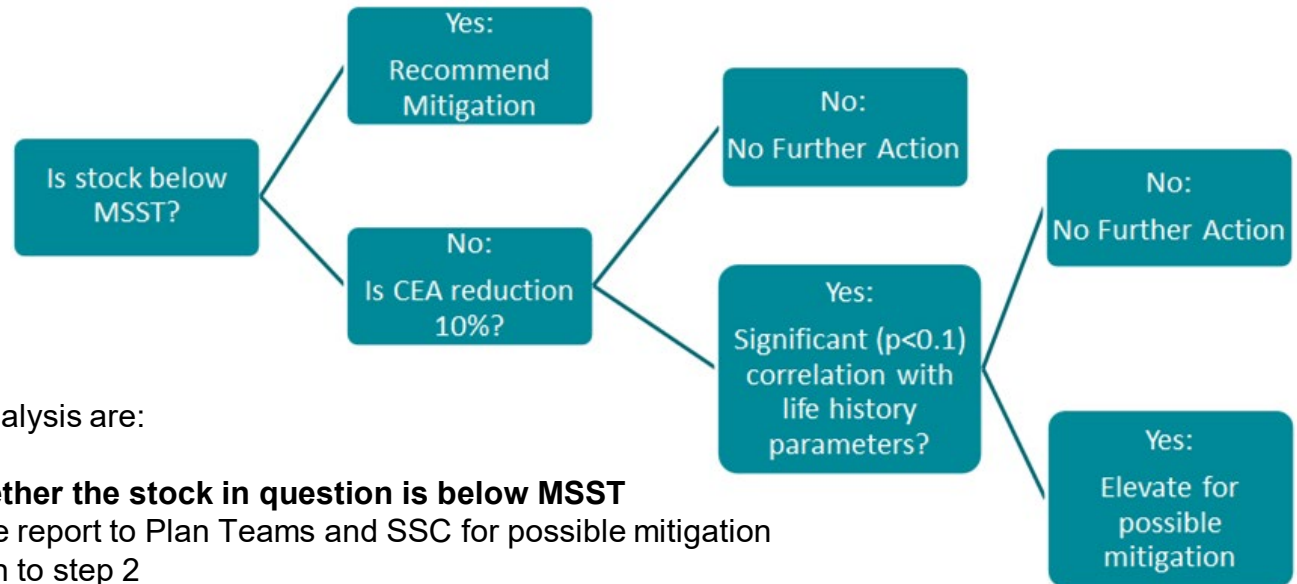 Is stock below
MSST?
Yes:
Recommend
Mitigation
No:
Is CEA reduction
10%?
No:
No Further Action
Yes:
Significant (p<0.1)
correlation with
life history
parameters?
No:
No Further Action
Yes:
Elevate for
possible
mitigation
alysis are:
ether the stock in question is below MSST
e report to Plan Teams and SSC for possible mitigation
n to step 2